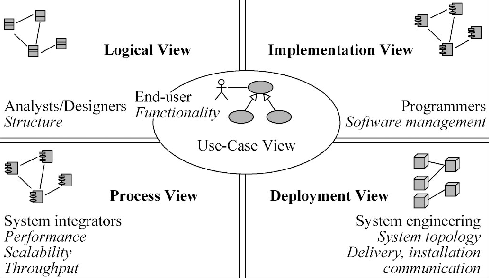 Logical View
Implementation View
Analysts/Designers
Structure
End-user
Functionality
Programmers
Software management
Use-Case View
Process View
Deployment View
System integrators
Performance
Scalability
Throughput
System engineering
System topology
Delivery, installation
communication